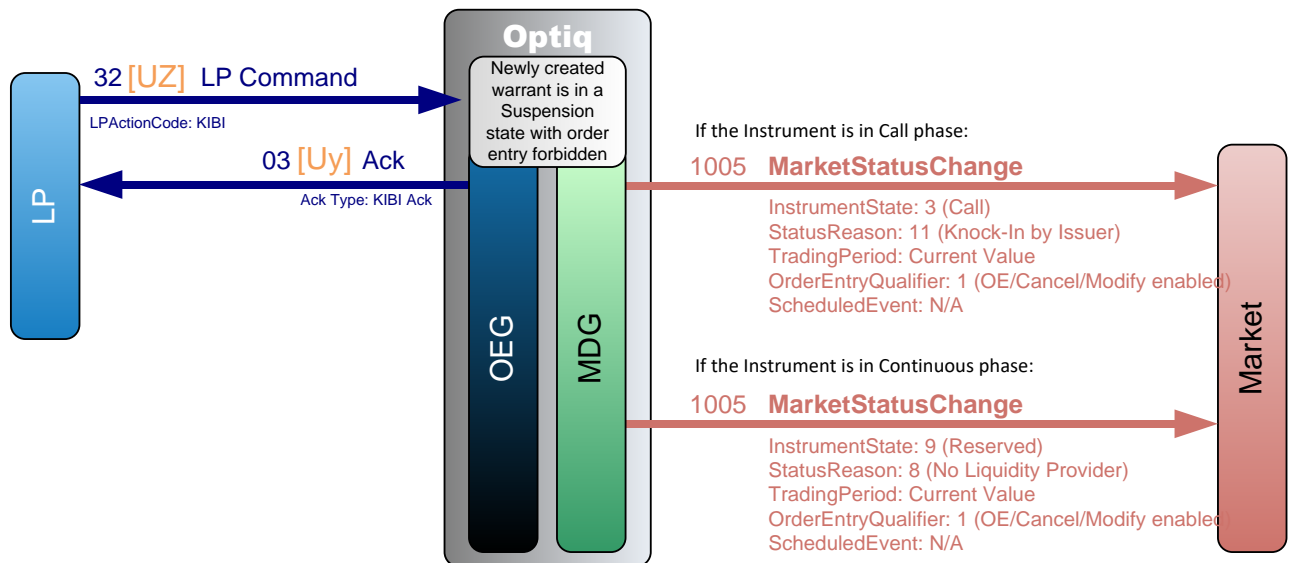 Optiq
Newly created
warrant is in a
Suspension
state with order
entry forbidden
32 [UZ] LP Command
LPActionCode: KIBI
03 [Uy] Ack
Ack Type: KIBI Ack
LP
OEG
MDG
If the Instrument is in Call phase:
1005 MarketStatusChange
InstrumentState: 3 (Call)
StatusReason: 11 (Knock-In by Issuer)
TradingPeriod: Current Value
OrderEntryQualifier: 1 (OE/Cancel/Modify enabled)
ScheduledEvent: N/A
If the Instrument is in Continuous phase:
1005 MarketStatusChange
InstrumentState: 9 (Reserved)
StatusReason: 8 (No Liquidity Provider)
TradingPeriod: Current Value
OrderEntryQualifier: 1 (OE/Cancel/Modify enabled)
ScheduledEvent: N/A
Market